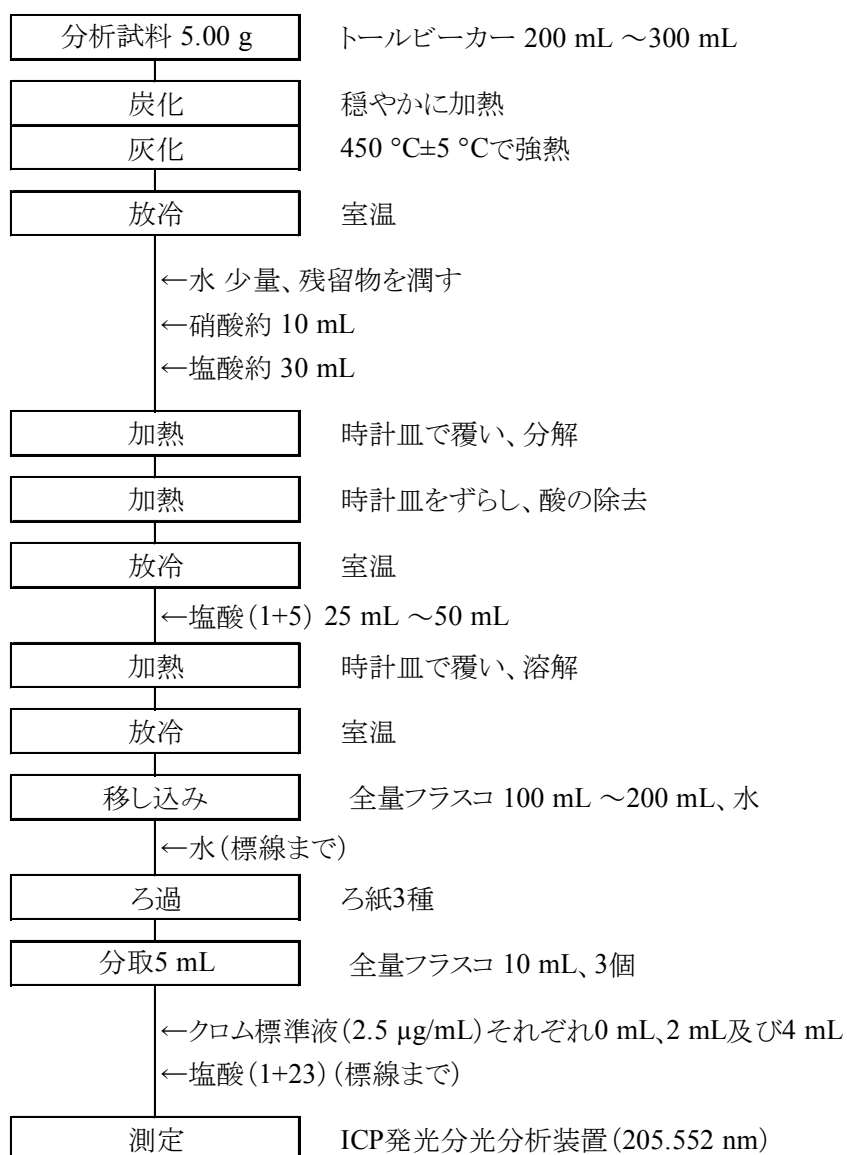 分析試料 5.00 g トールビーカー 200 mL ～300 mL
炭化 穏やかに加熱
灰化 450 °C±5 °Cで強熱
放冷 室温
←水 少量、残留物を潤す
←硝酸約 10 mL
←塩酸約 30 mL
加熱 時計皿で覆い、分解
加熱 時計皿をずらし、酸の除去
放冷 室温
←塩酸（1+5） 25 mL ～50 mL
加熱 時計皿で覆い、溶解
放冷 室温
移し込み 全量フラスコ 100 mL ～200 mL、水
←水（標線まで）
ろ過 ろ紙3種
分取5 mL 全量フラスコ 10 mL、3個
←クロム標準液（2.5 µg/mL）それぞれ0 mL、2 mL及び4 mL
←塩酸（1+23）（標線まで）
測定 ICP発光分光分析装置（205.552 nm）